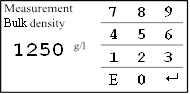 Measurement
Bulk density
1250 g/l
7 8 9
4 5 6
1 2 3
E 0 ↵